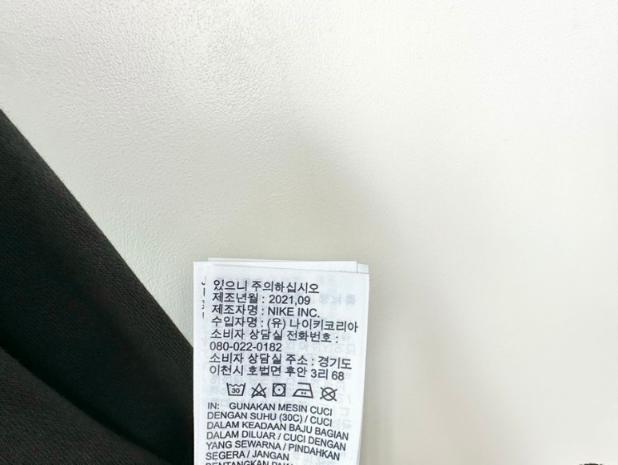 있으니 주의하십시오
제조년월 : 2021,09
제조자명 : NIKE INC.
수입자명 : (유) 나이키코리아
소비자 상담실 전화번호 :
080-022-0182
소비자 상담실 주소 : 경기도
이천시 호법면 후안 3리 68
30
IN: GUNAKAN MESIN CUCI
DENGAN SUHU (30C) / CUCI
DALAM KEADAAN BAJU BAGIAN
DALAM DILUAR / CUCI DENGAN
YANG SEWARNA / PINDAHKAN
SEGERA / JANGAN